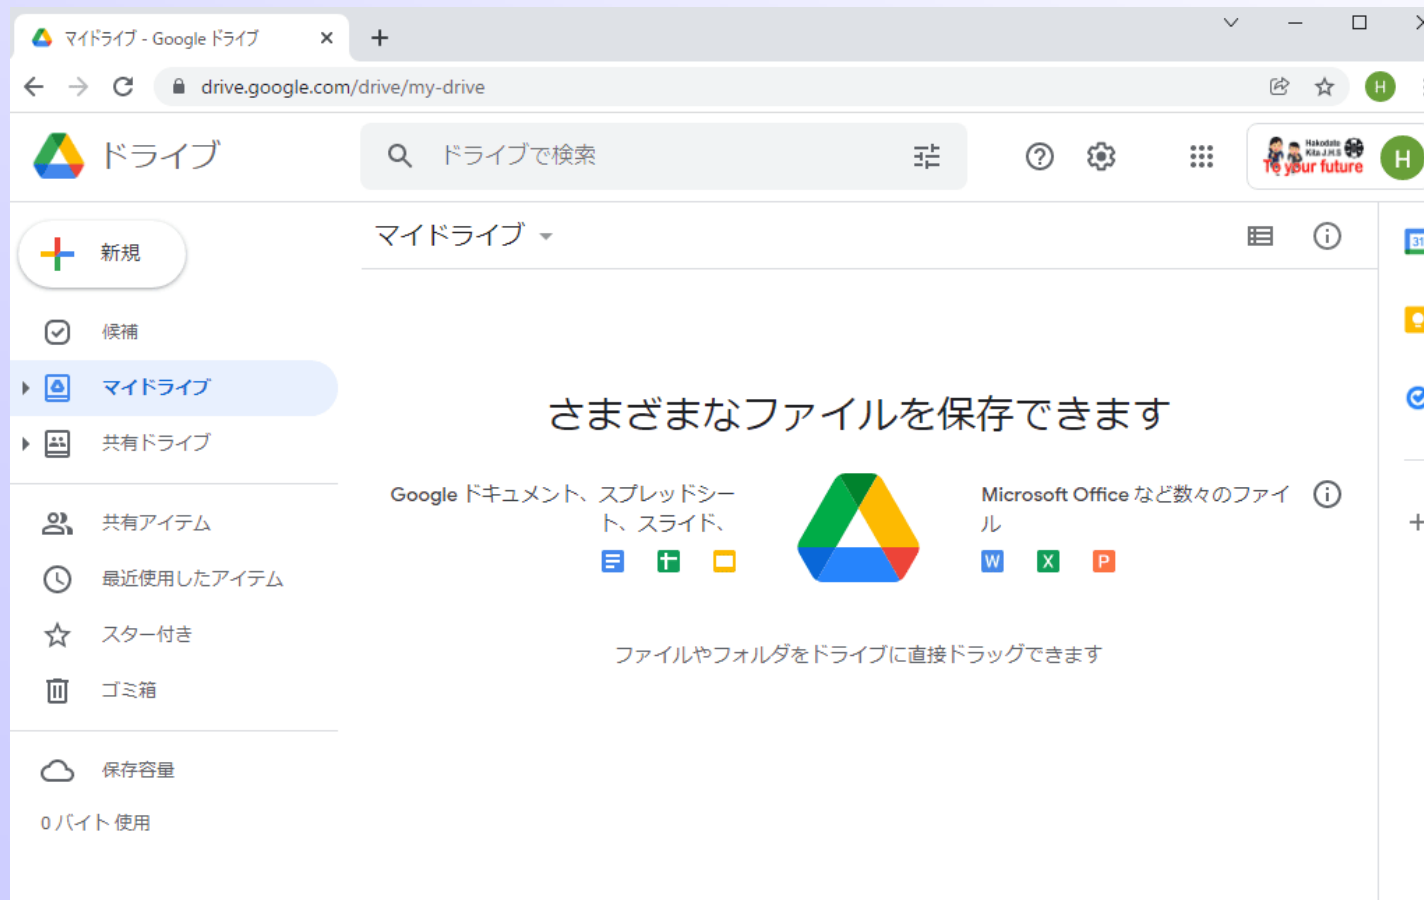 マイドライブ - Google ドライブ
drive.google.com/drive/my-drive
H
ドライブ
ドライブで検索
Hakodate
Kita J.H.S
To your future
H
新規
マイドライブ
31
候補
マイドライブ
共有ドライブ
さまざまなファイルを保存できます
Google ドキュメント、スプレッドシー
ト、スライド、
Microsoft Office など数々のファイ
ル
W
X
P
共有アイテム
最近使用したアイテム
スター付き
ゴミ箱
ファイルやフォルダをドライブに直接ドラッグできます
保存容量
0 バイト 使用